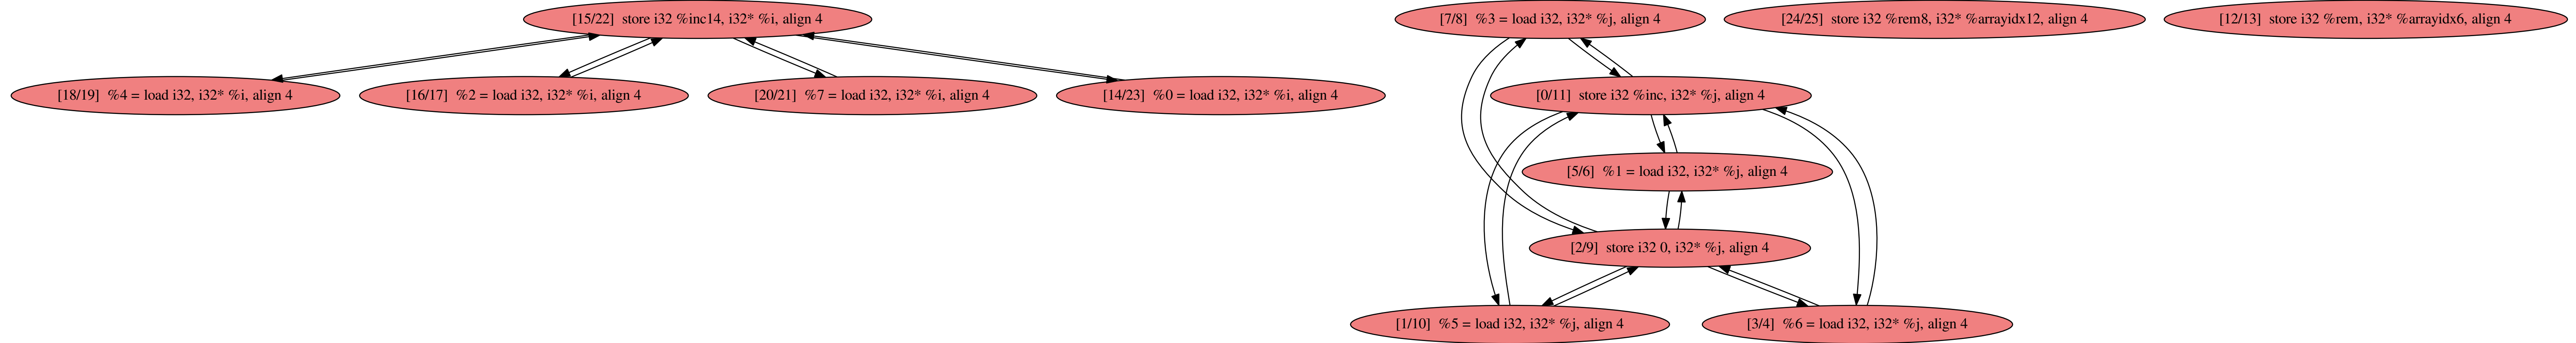 [15/22]  store i32 %inc14, i32* %i, align 4
[7/8]  %3 = load i32, i32* %j, align 4
[24/25]  store i32 %rem8, i32* %arrayidx12, align 4
[12/13]  store i32 %rem, i32* %arrayidx6, align 4
[18/19]  %4 = load i32, i32* %i, align 4
[16/17]  %2 = load i32, i32* %i, align 4
[20/21]  %7 = load i32, i32* %i, align 4
[14/23]  %0 = load i32, i32* %i, align 4
[0/11]  store i32 %inc, i32* %j, align 4
[5/6]  %1 = load i32, i32* %j, align 4
[2/9]  store i32 0, i32* %j, align 4
[1/10]  %5 = load i32, i32* %j, align 4
[3/4]  %6 = load i32, i32* %j, align 4